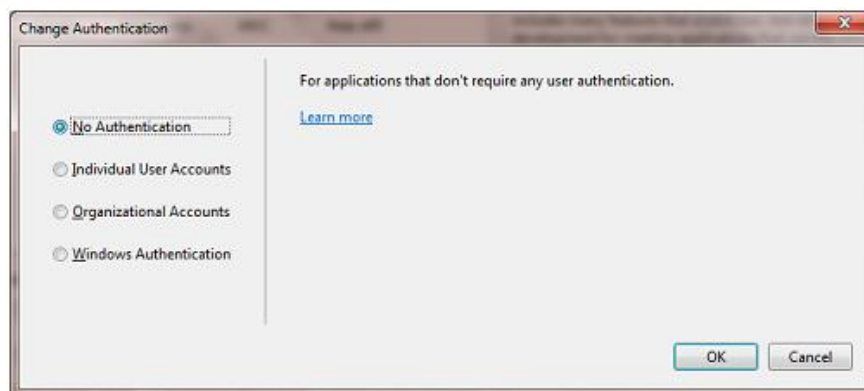 Change Authentication
For applications that don't require any user authentication.
Learn more
No Authentication
Individual User Accounts
Organizational Accounts
Windows Authentication
OK
Cancel